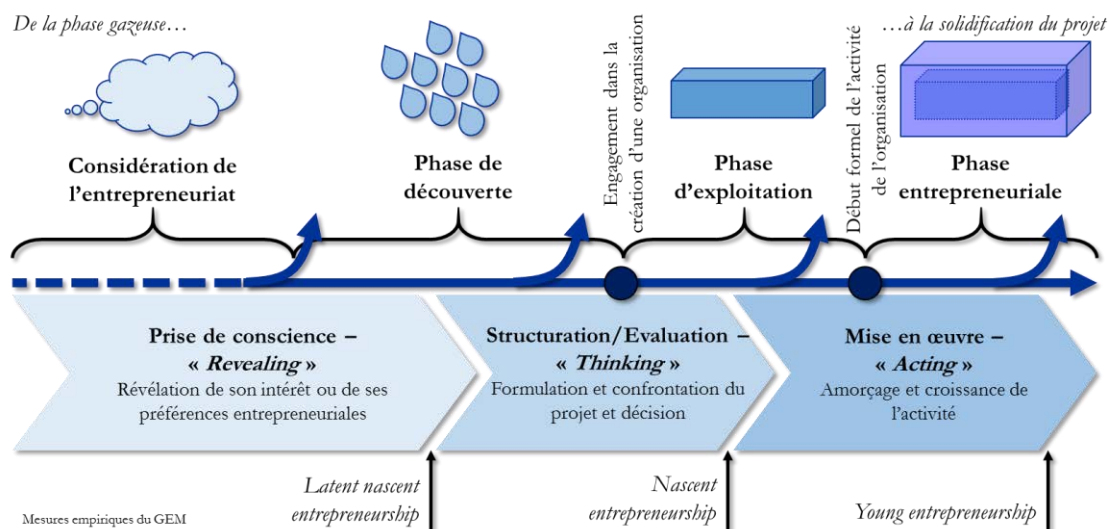 De la phase gazeuse…
…à la solidification du projet
Considération de
l'entrepreneuriat
Phase de
découverte
Engagement dans la
création d'une organisation
Phase
d'exploitation
Début formel de l'activité
de l'organisation
Phase
entrepreneuriale
Prise de conscience –
« Revealing »
Révélation de son intérêt ou de ses
préférences entrepreneuriales
Structuration/Evaluation –
« Thinking »
Formulation et confrontation du
projet et décision
Mise en œuvre –
« Acting »
Amorçage et croissance de
l'activité
Mesures empiriques du GEM
Latent nascent
entrepreneurship
Nascent
entrepreneurship
Young entrepreneurship